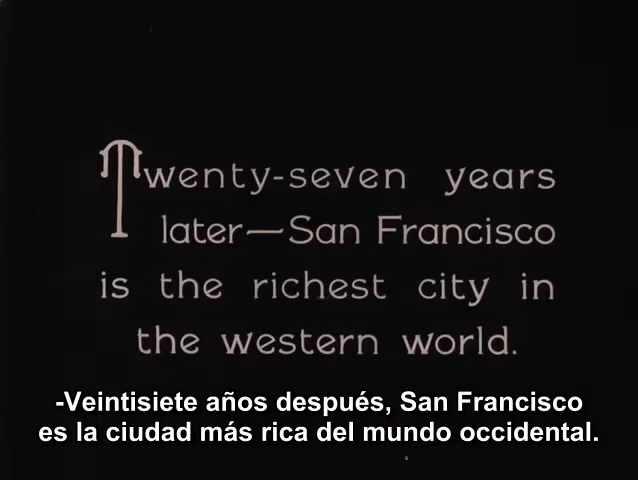 Twenty-seven years
later—San Francisco
is the richest city in
the western world.
-Veintisiete años después, San Francisco
es la ciudad más rica del mundo occidental.